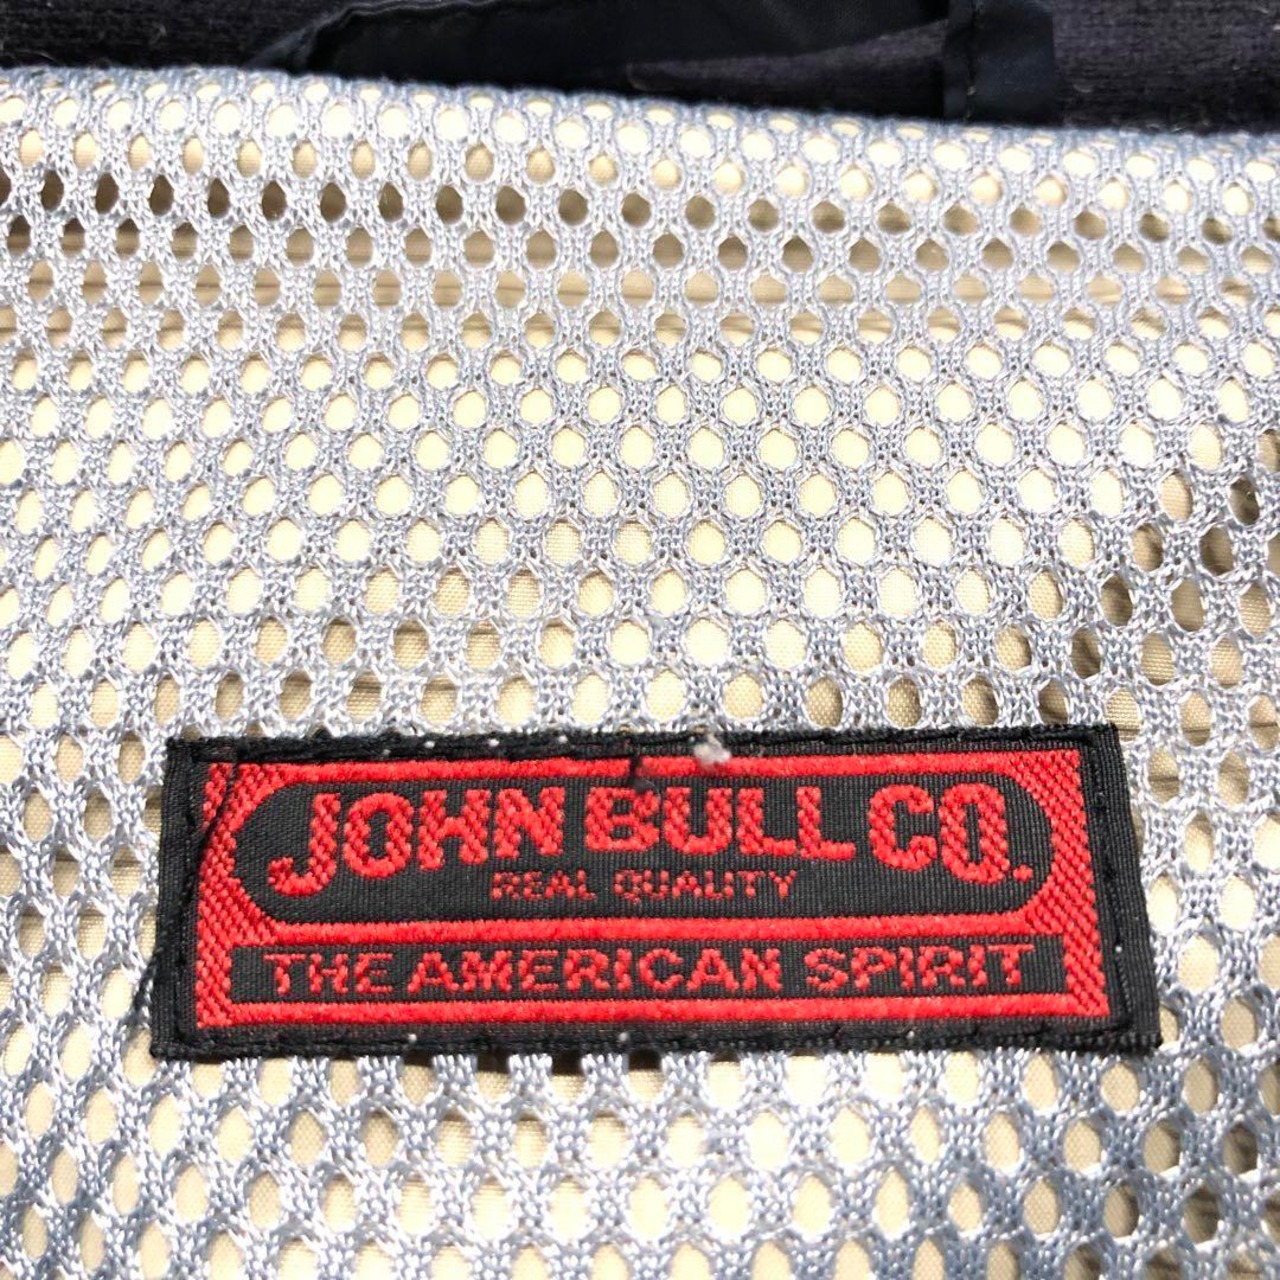 JOHN BULL CO.
REAL QUALITY
THE AMERICAN SPIRIT